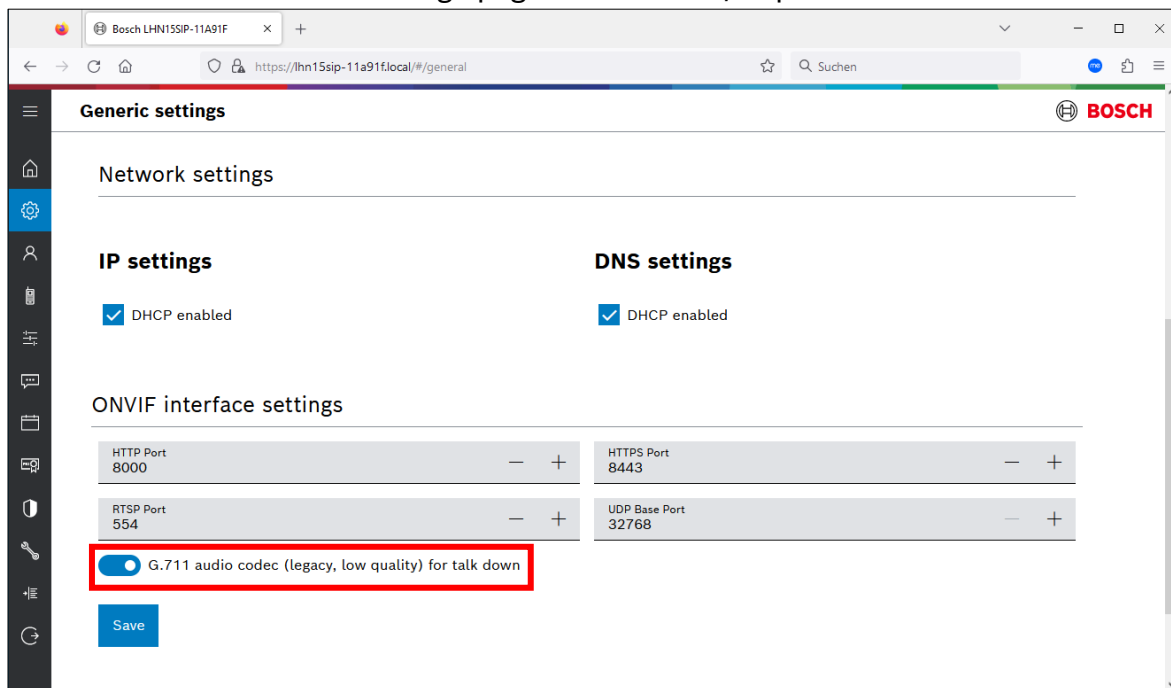 Bosch LHN15SIP-11A91F
https://lhn15sip-11a91f.local/#/general
Suchen
me
Generic settings
BOSCH
Network settings
IP settings
DNS settings
DHCP enabled
DHCP enabled
ONVIF interface settings
HTTP Port
8000
HTTPS Port
8443
RTSP Port
554
UDP Base Port
32768
G.711 audio codec (legacy, low quality) for talk down
Save